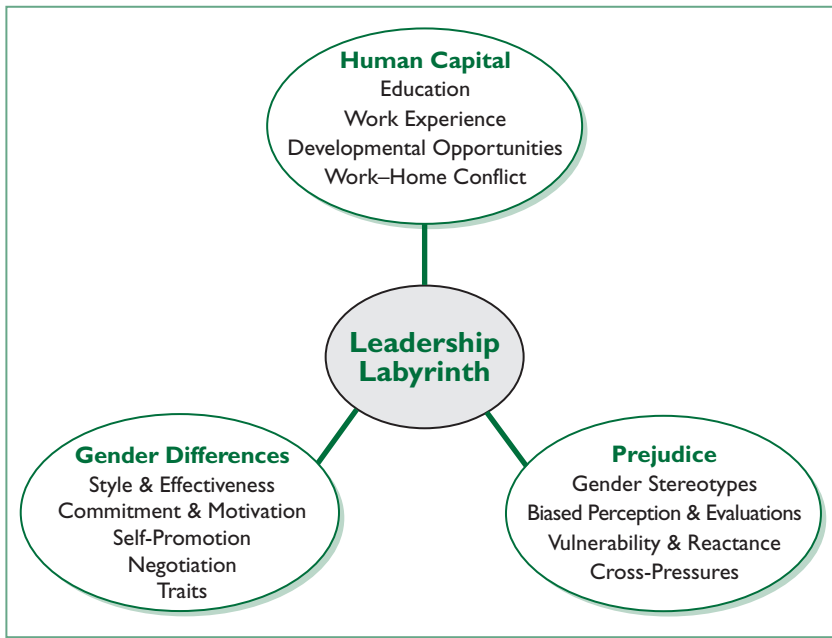 Human Capital
Education
Work Experience
Developmental Opportunities
Work–Home Conflict
Leadership
Labyrinth
Gender Differences
Style & Effectiveness
Commitment & Motivation
Self-Promotion
Negotiation
Traits
Prejudice
Gender Stereotypes
Biased Perception & Evaluations
Vulnerability & Reactance
Cross-Pressures